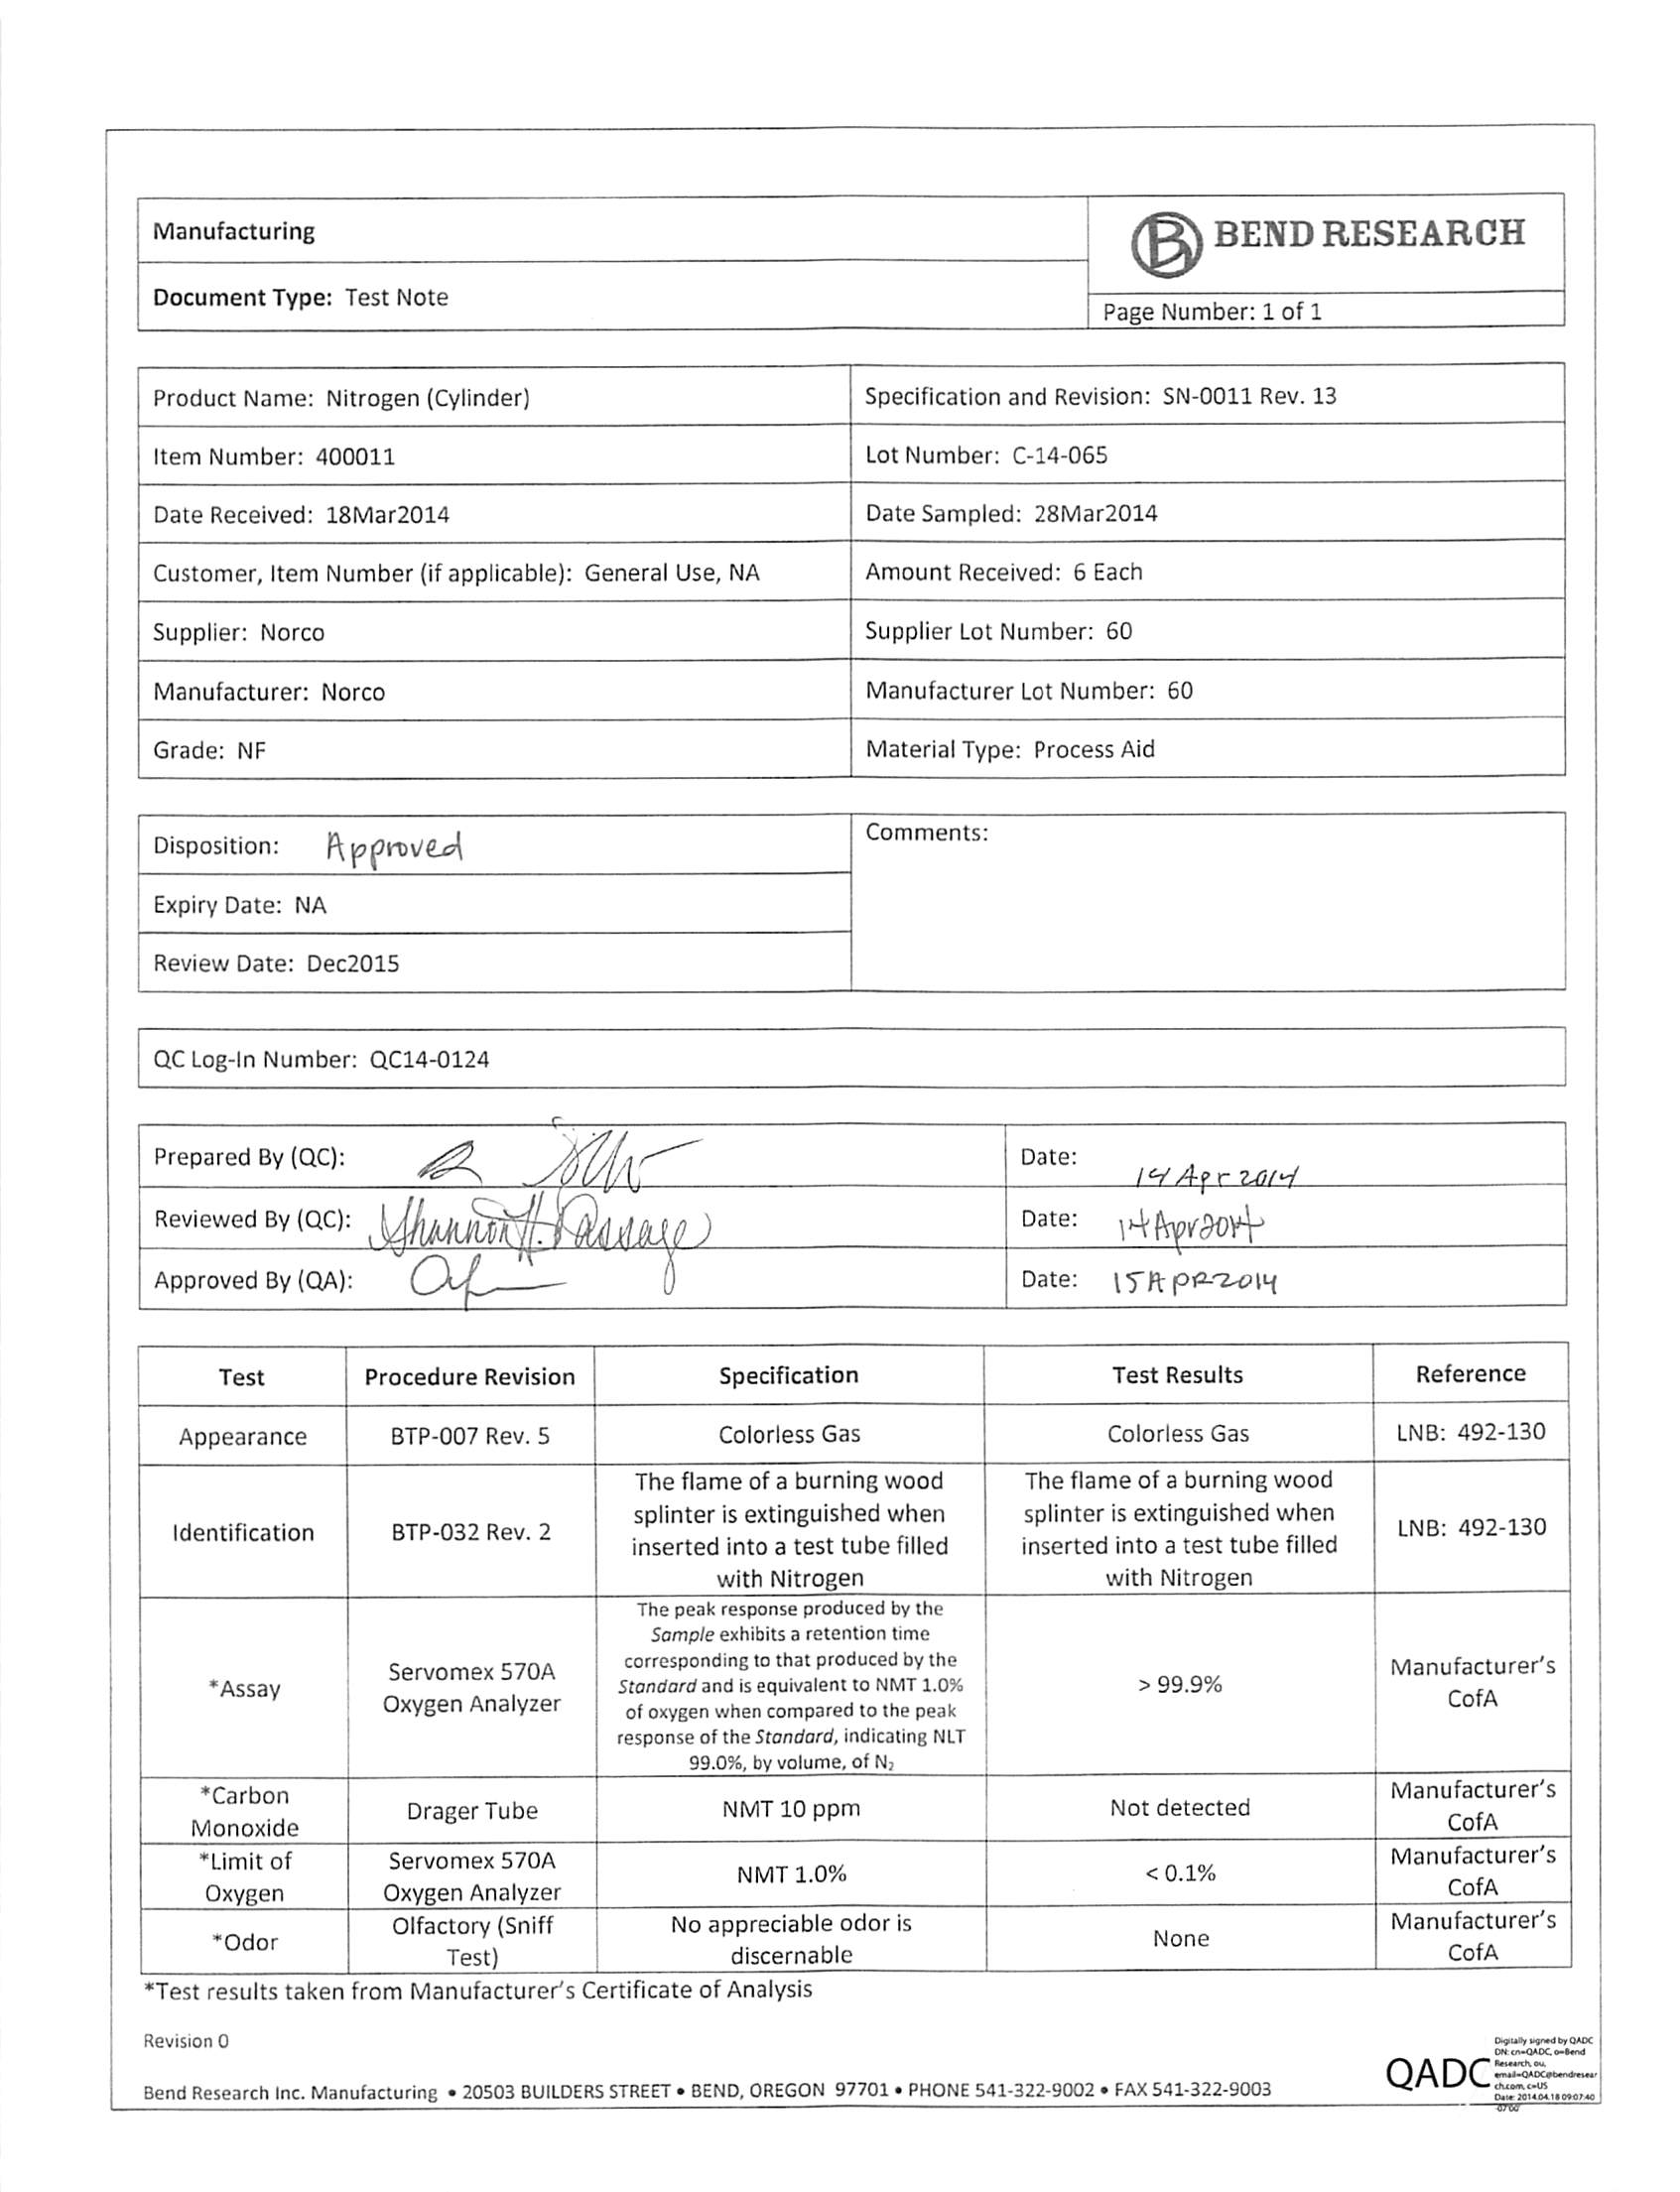 Manufacturing
BEND RESEARCH
Document Type: Test Note
Page Number: 1 of 1
Product Name: Nitrogen (Cylinder)
Specification and Revision: SN-0011 Rev. 13
Item Number: 400011
Lot Number: C-14-065
Date Received: 18Mar2014
Date Sampled: 28Mar2014
Customer, Item Number (if applicable): General Use, NA
Amount Received: 6 Each
Supplier: Norco
Supplier Lot Number: 60
Manufacturer: Norco
Manufacturer Lot Number: 60
Grade: NF
Material Type: Process Aid
Disposition: Approved
Comments:
Expiry Date: NA
Review Date: Dec2015
QC Log-In Number: QC14-0124
Prepared By (QC):
Date: 14 Apr 2014
Reviewed By (QC): Shannon H. Passage
Date: 14Apr2014
Approved By (QA):
Date: 15APR2014
Test
Procedure Revision
Specification
Test Results
Reference
Appearance
BTP-007 Rev. 5
Colorless Gas
Colorless Gas
LNB: 492-130
Identification
BTP-032 Rev. 2
The flame of a burning wood
splinter is extinguished when
inserted into a test tube filled
with Nitrogen
The flame of a burning wood
splinter is extinguished when
inserted into a test tube filled
with Nitrogen
LNB: 492-130
*Assay
Servomex 570A
Oxygen Analyzer
The peak response produced by the
Sample exhibits a retention time
corresponding to that produced by the
Standard and is equivalent to NMT 1.0%
of oxygen when compared to the peak
response of the Standard, indicating NLT
99.0%, by volume, of N₂
> 99.9%
Manufacturer's
CofA
*Carbon
Monoxide
Drager Tube
NMT 10 ppm
Not detected
Manufacturer's
CofA
*Limit of
Oxygen
Servomex 570A
Oxygen Analyzer
NMT 1.0%
< 0.1%
Manufacturer's
CofA
*Odor
Olfactory (Sniff
Test)
No appreciable odor is
discernable
None
Manufacturer's
CofA
*Test results taken from Manufacturer's Certificate of Analysis
Revision 0
Bend Research Inc. Manufacturing • 20503 BUILDERS STREET • BEND, OREGON 97701 • PHONE 541-322-9002 • FAX 541-322-9003
QADC
Digitally signed by QADC
DN: cn=QADC, o=Bend
Research, ou,
email=QADC@bendresear
ch.com, c=US
Date: 2014.04.18 09:07:40
-07'00'